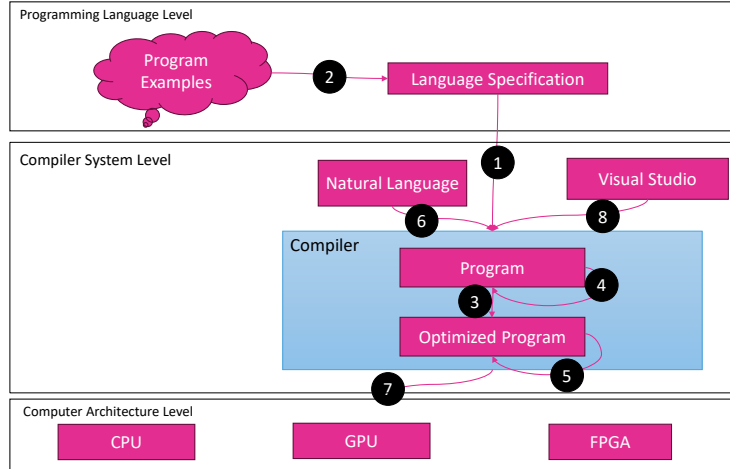 Programming Language Level
Program
Examples
2
Language Specification
Compiler System Level
1
Natural Language
Visual Studio
6
8
Compiler
Program
4
3
Optimized Program
5
7
Computer Architecture Level
CPU
GPU
FPGA